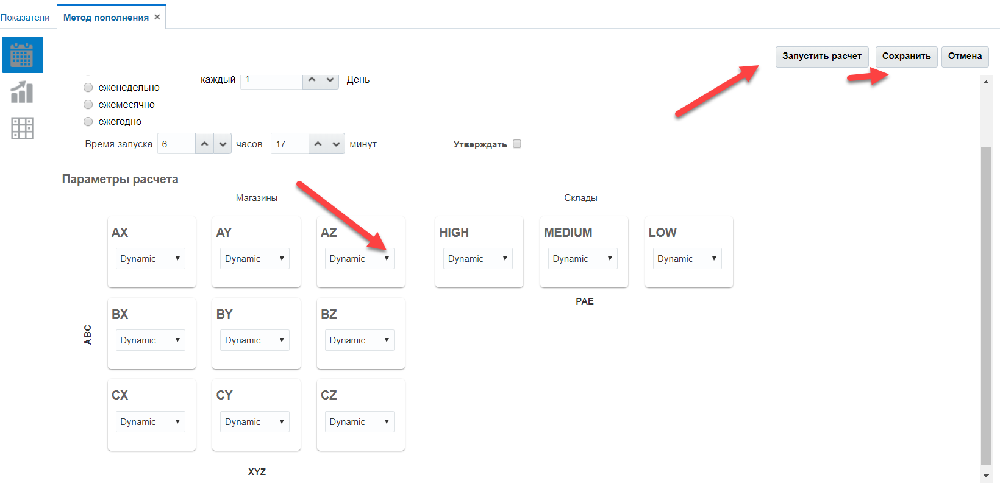 Показатели
Метод пополнения ×
Запустить расчет
Сохранить
Отмена
каждый 1 День
еженедельно
ежемесячно
ежегодно
Время запуска 6 часов 17 минут
Утверждать
Параметры расчета
Магазины
Склады
AX AY AZ
Dynamic Dynamic Dynamic
HIGH MEDIUM LOW
Dynamic Dynamic Dynamic
PAE
BX BY BZ
Dynamic Dynamic Dynamic
ABC
CX CY CZ
Dynamic Dynamic Dynamic
XYZ